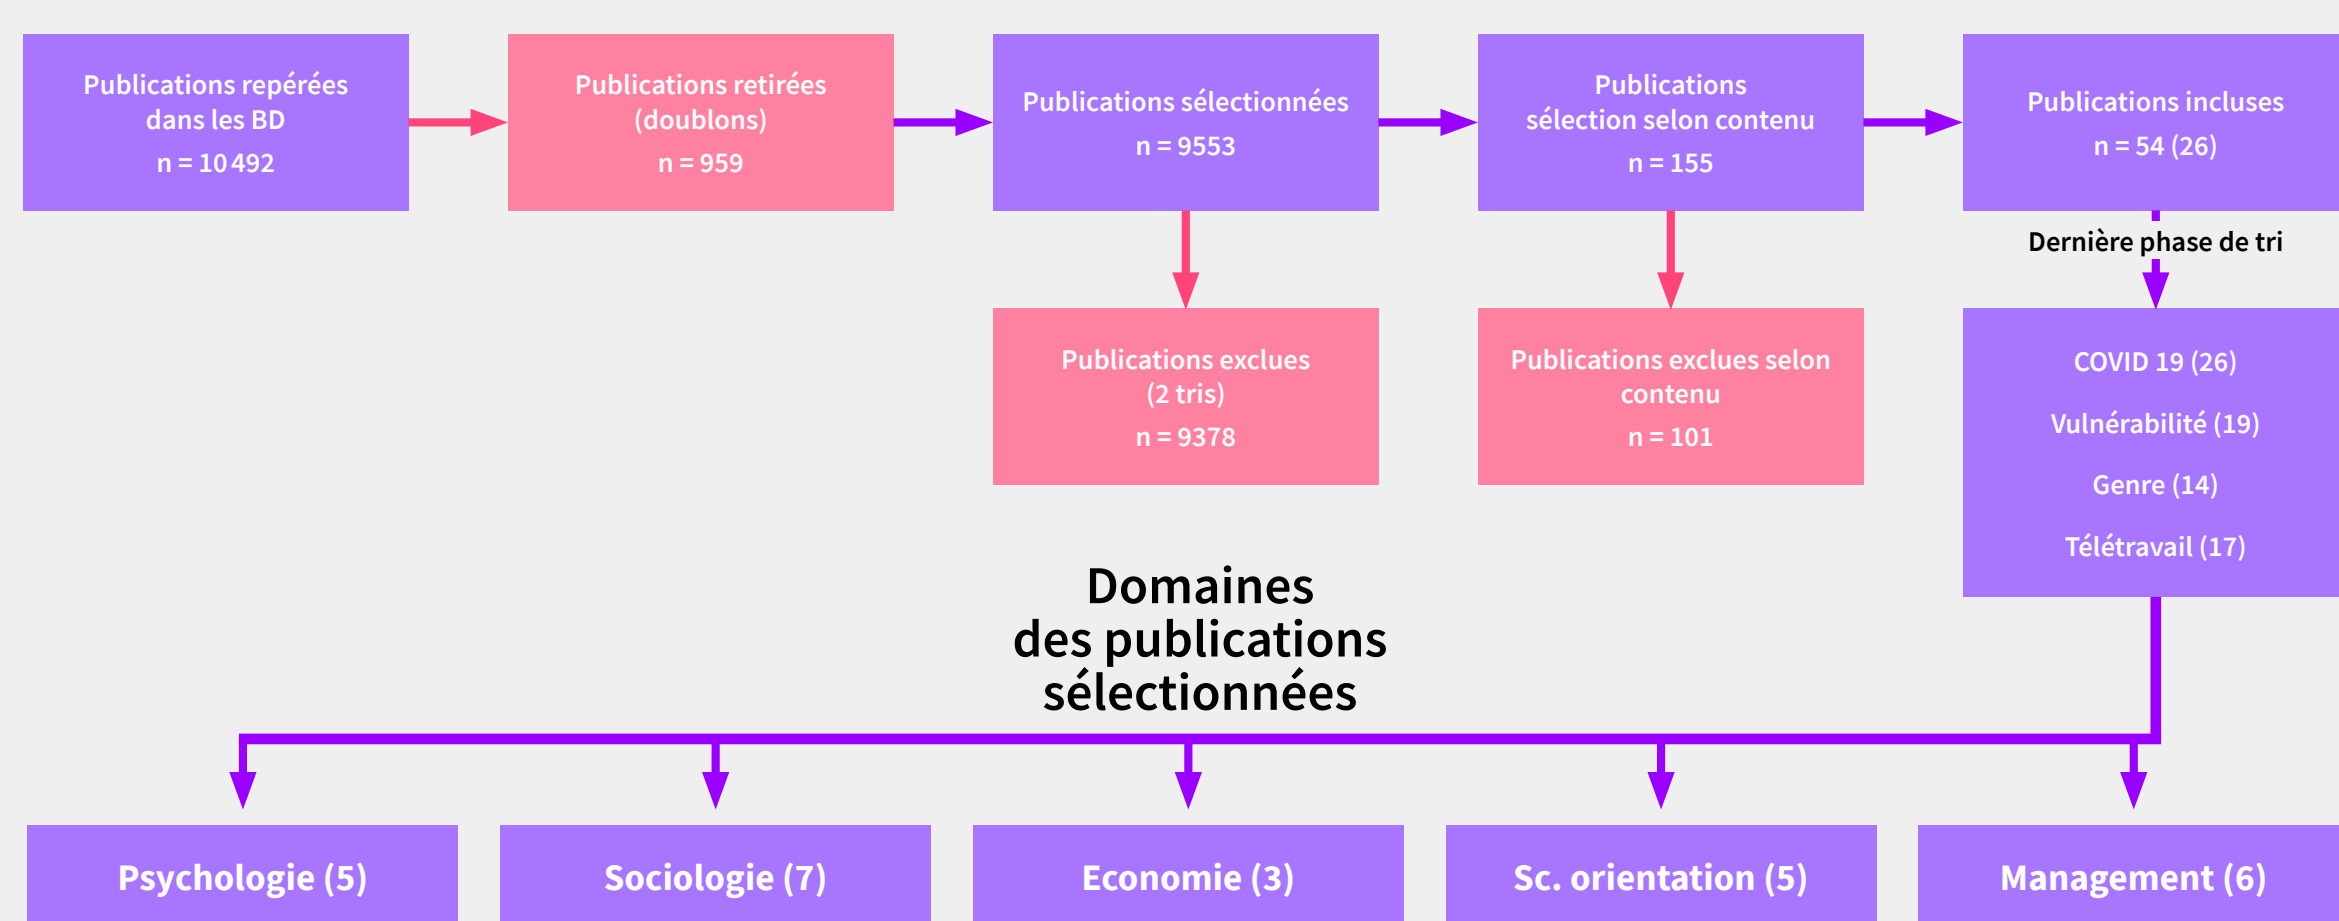 Publications repérées
dans les BD
n = 10 492
Publications retirées
(doublons)
n = 959
Publications sélectionnées
n = 9553
Publications
sélection selon contenu
n = 155
Publications incluses
n = 54 (26)
Dernière phase de tri
Publications exclues
(2 tris)
n = 9378
Publications exclues selon
contenu
n = 101
COVID 19 (26)
Vulnérabilité (19)
Genre (14)
Télétravail (17)
Domaines
des publications
sélectionnées
Psychologie (5)
Sociologie (7)
Economie (3)
Sc. orientation (5)
Management (6)